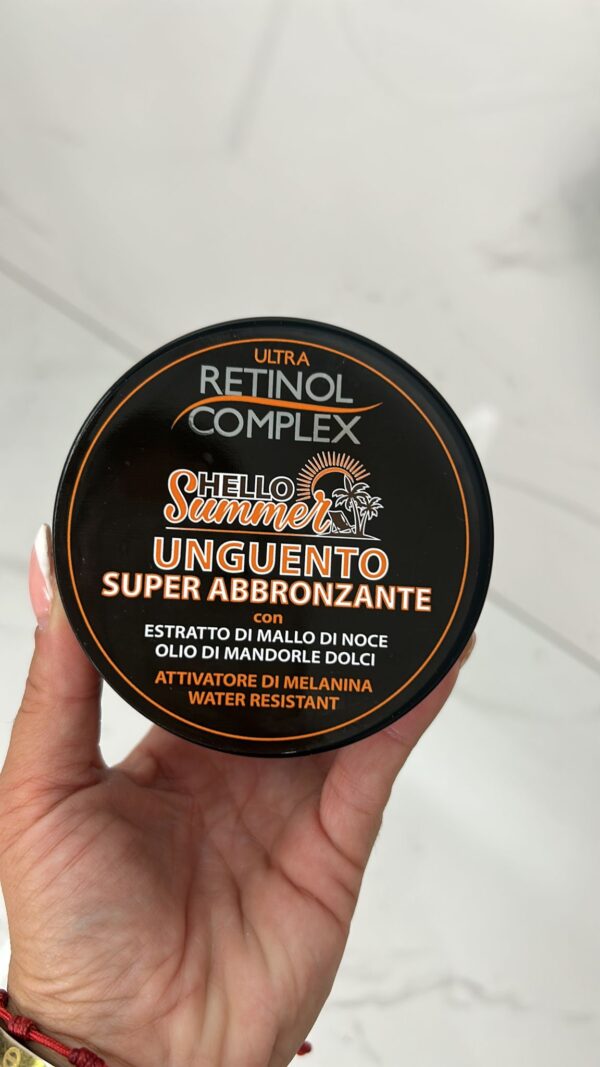 ULTRA
RETINOL
COMPLEX
HELLO
Summer
UNGUENTO
SUPER ABBRONZANTE
con
ESTRATTO DI MALLO DI NOCE
OLIO DI MANDORLE DOLCI
ATTIVATORE DI MELANINA
WATER RESISTANT